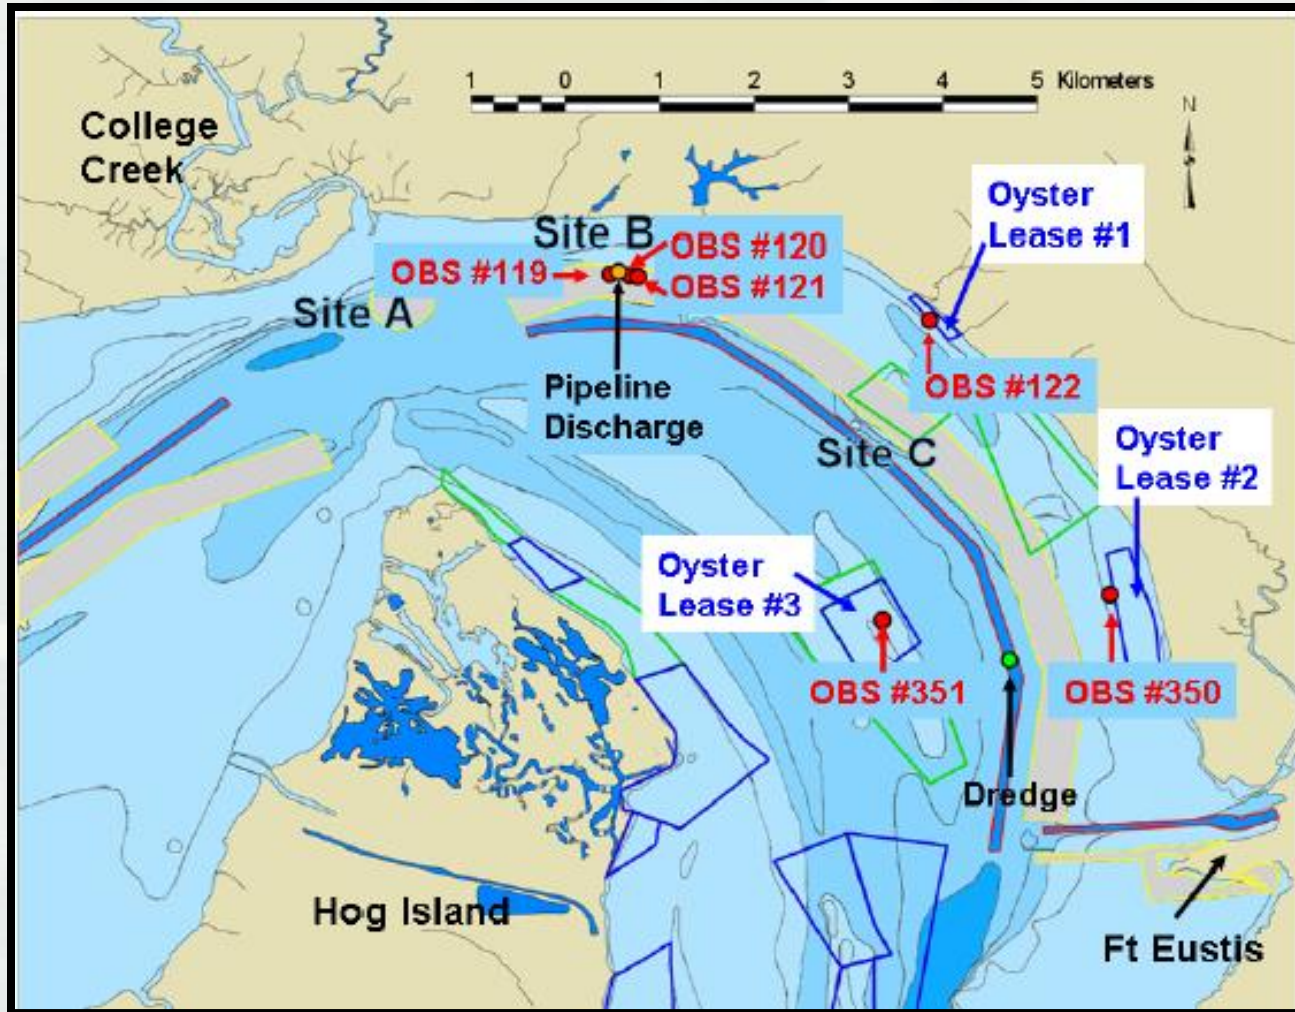 1 0 1 2 3 4 5 Kilometers
N
College
Creek
Oyster
Lease #1
Site B
OBS #120
OBS #119
OBS #121
Site A
Pipeline
Discharge
OBS #122
Site C
Oyster
Lease #2
Oyster
Lease #3
OBS #351
OBS #350
Dredge
Hog Island
Ft Eustis